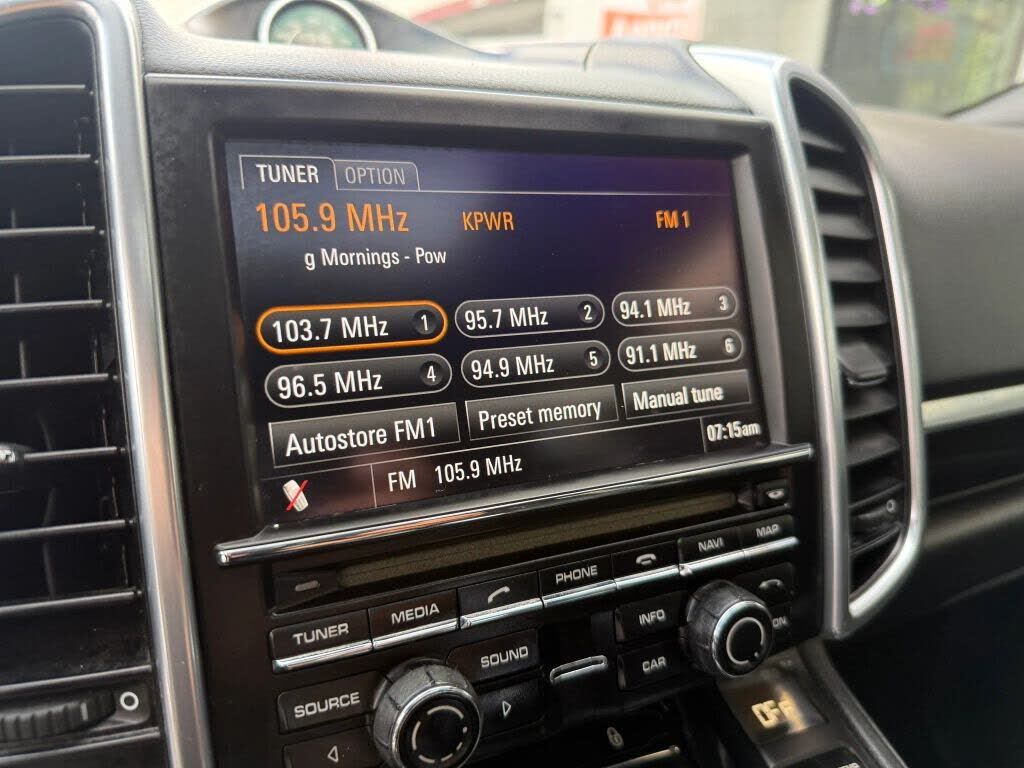 TUNER OPTION
105.9 MHz KPWR FM 1
g Mornings - Pow
103.7 MHz 1 95.7 MHz 2 94.1 MHz 3
96.5 MHz 4 94.9 MHz 5 91.1 MHz 6
Autostore FM1 Preset memory Manual tune
07:15am
FM 105.9 MHz
TUNER MEDIA PHONE NAVI MAP
SOURCE SOUND INFO
CAR
OFF